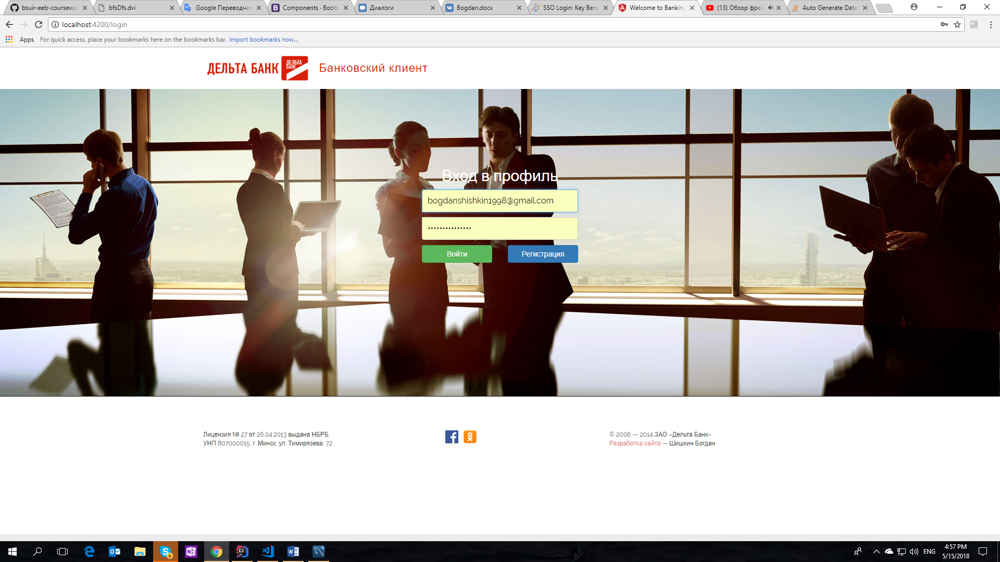 bsuir-eeb-coursewo
bfsDfs.dvi
Google Переводчик
Components · Boots
Диалоги
Bogdan.docx
SSO Login: Key Bene
Welcome to Banking
(13) Обзор фрей
Auto Generate Datal
localhost:4200/login
Apps For quick access, place your bookmarks here on the bookmarks bar. Import bookmarks now...
ДЕЛЬТА БАНК
ДЕЛЬТА
БАНК
Банковский клиент
Вход в профиль
bogdanshishkin1998@gmail.com
•••••••••••••••
Войти
Регистрация
Лицензия № 27 от 26.04.2013 выдана НБРБ
УНП 807000015, г. Минск, ул. Тимирязева, 72
© 2006 — 2014 ЗАО «Дельта Банк»
Разработка сайта — Шишкин Богдан
ENG
4:57 PM
5/15/2018